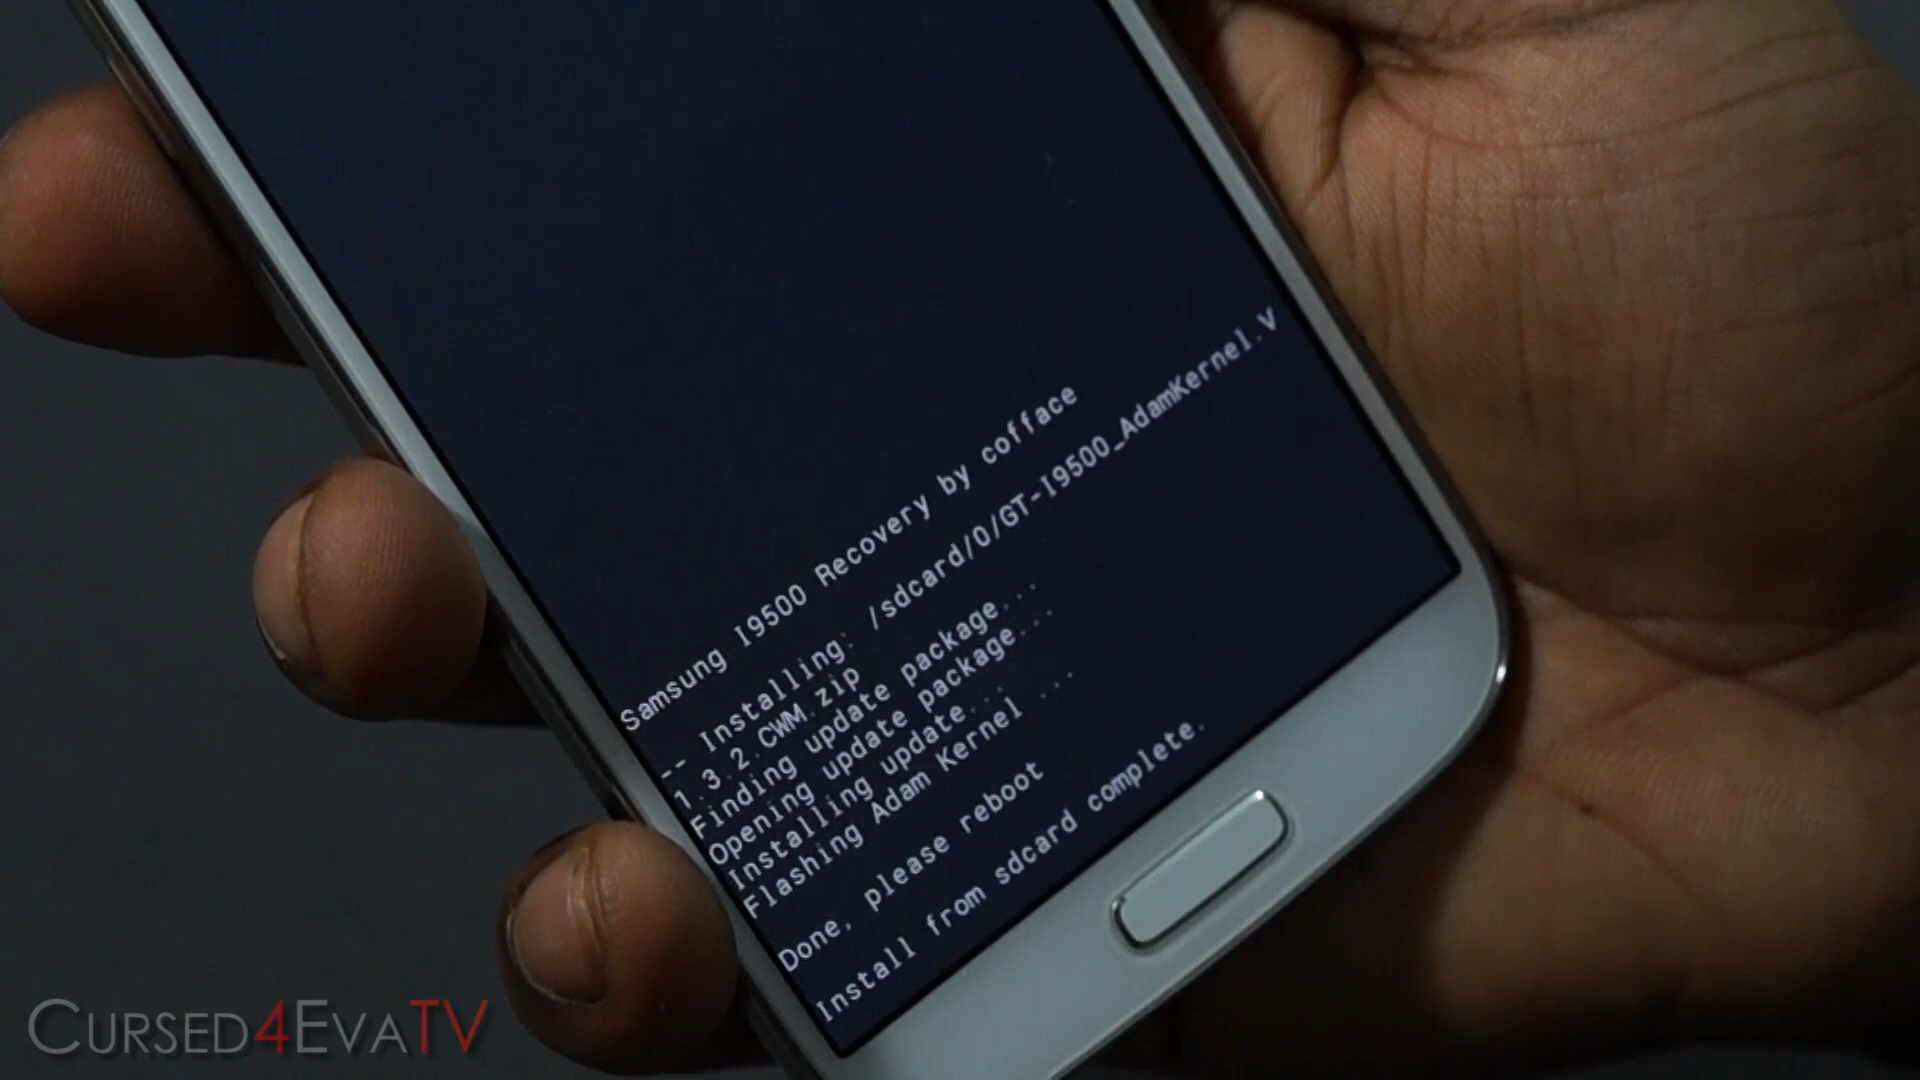 Samsung I9500 Recovery by cofface
-- Installing: /sdcard/0/GT-I9500_AdamKernel.V
1.3.2.CWM.zip
Finding update package...
Opening update package...
Installing update...
Flashing Adam Kernel ...
Done, please reboot
Install from sdcard complete.
CURSED4EVATV